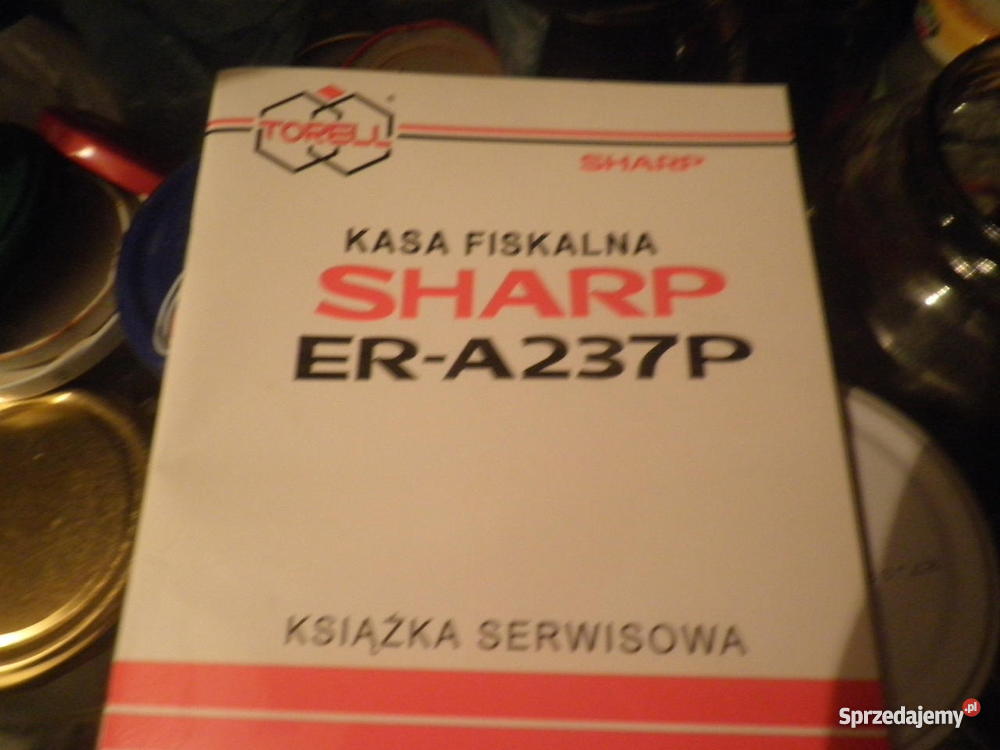 TORELL
SHARP
KASA FISKALNA
SHARP
ER-A237P
KSIĄŻKA SERWISOWA
Sprzedajemy.pl